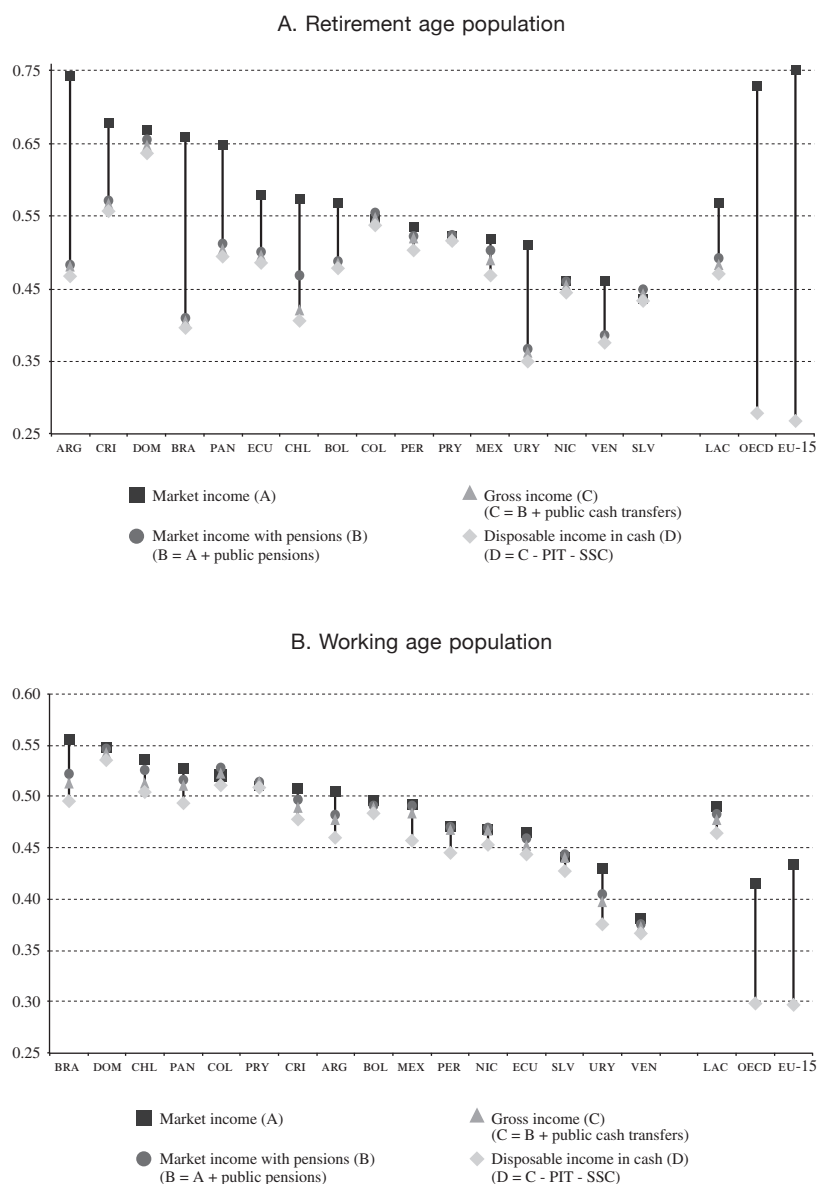 A. Retirement age population
0.75
0.65
0.55
0.45
0.35
0.25
ARG CRI DOM BRA PAN ECU CHL BOL COL PER PRY MEX URY NIC VEN SLV LAC OECD EU-15
Market income (A)
Gross income (C)
(C = B + public cash transfers)
Market income with pensions (B)
(B = A + public pensions)
Disposable income in cash (D)
(D = C - PIT - SSC)
B. Working age population
0.60
0.55
0.50
0.45
0.40
0.35
0.30
0.25
BRA DOM CHL PAN COL PRY CRI ARG BOL MEX PER NIC ECU SLV URY VEN LAC OECD EU-15
Market income (A)
Gross income (C)
(C = B + public cash transfers)
Market income with pensions (B)
(B = A + public pensions)
Disposable income in cash (D)
(D = C - PIT - SSC)